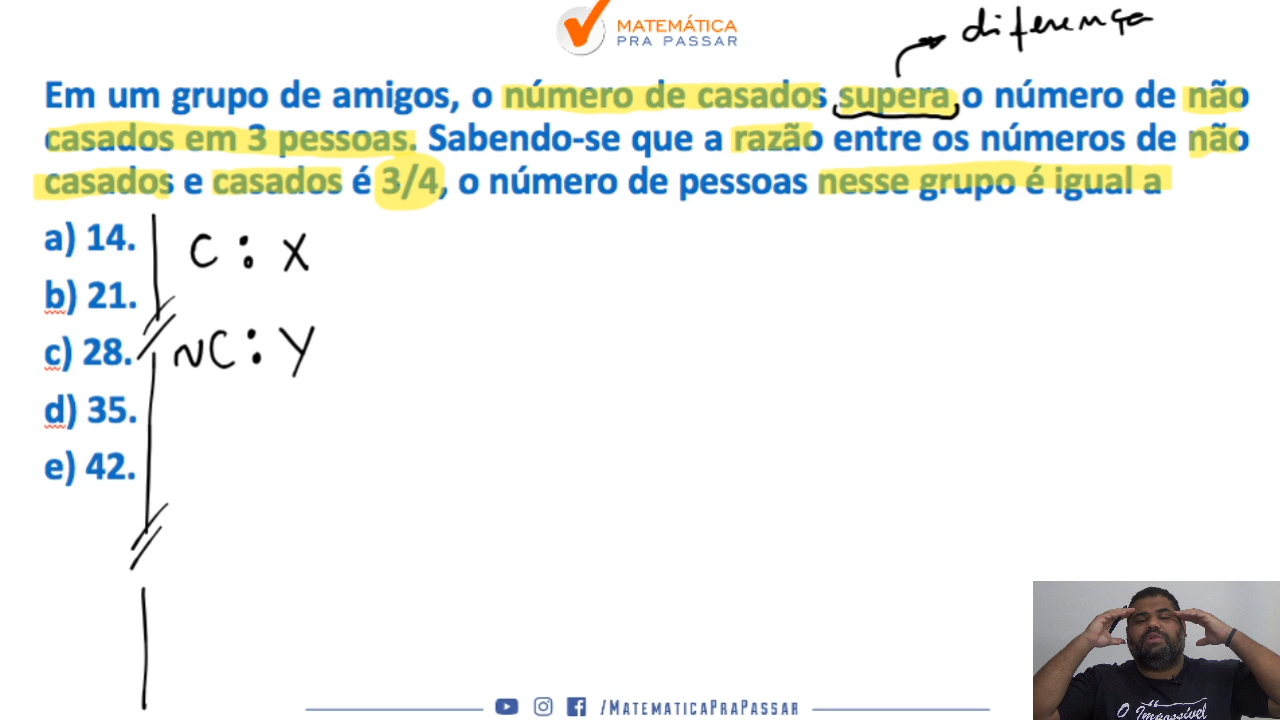 MATEMÁTICA
PRA PASSAR
diferença
Em um grupo de amigos, o número de casados supera o número de não
casados em 3 pessoas. Sabendo-se que a razão entre os números de não
casados e casados é 3/4, o número de pessoas nesse grupo é igual a
a) 14.
C : X
b) 21.
c) 28.
NC : Y
d) 35.
e) 42.
/MatematicaPraPassar
O Impossível